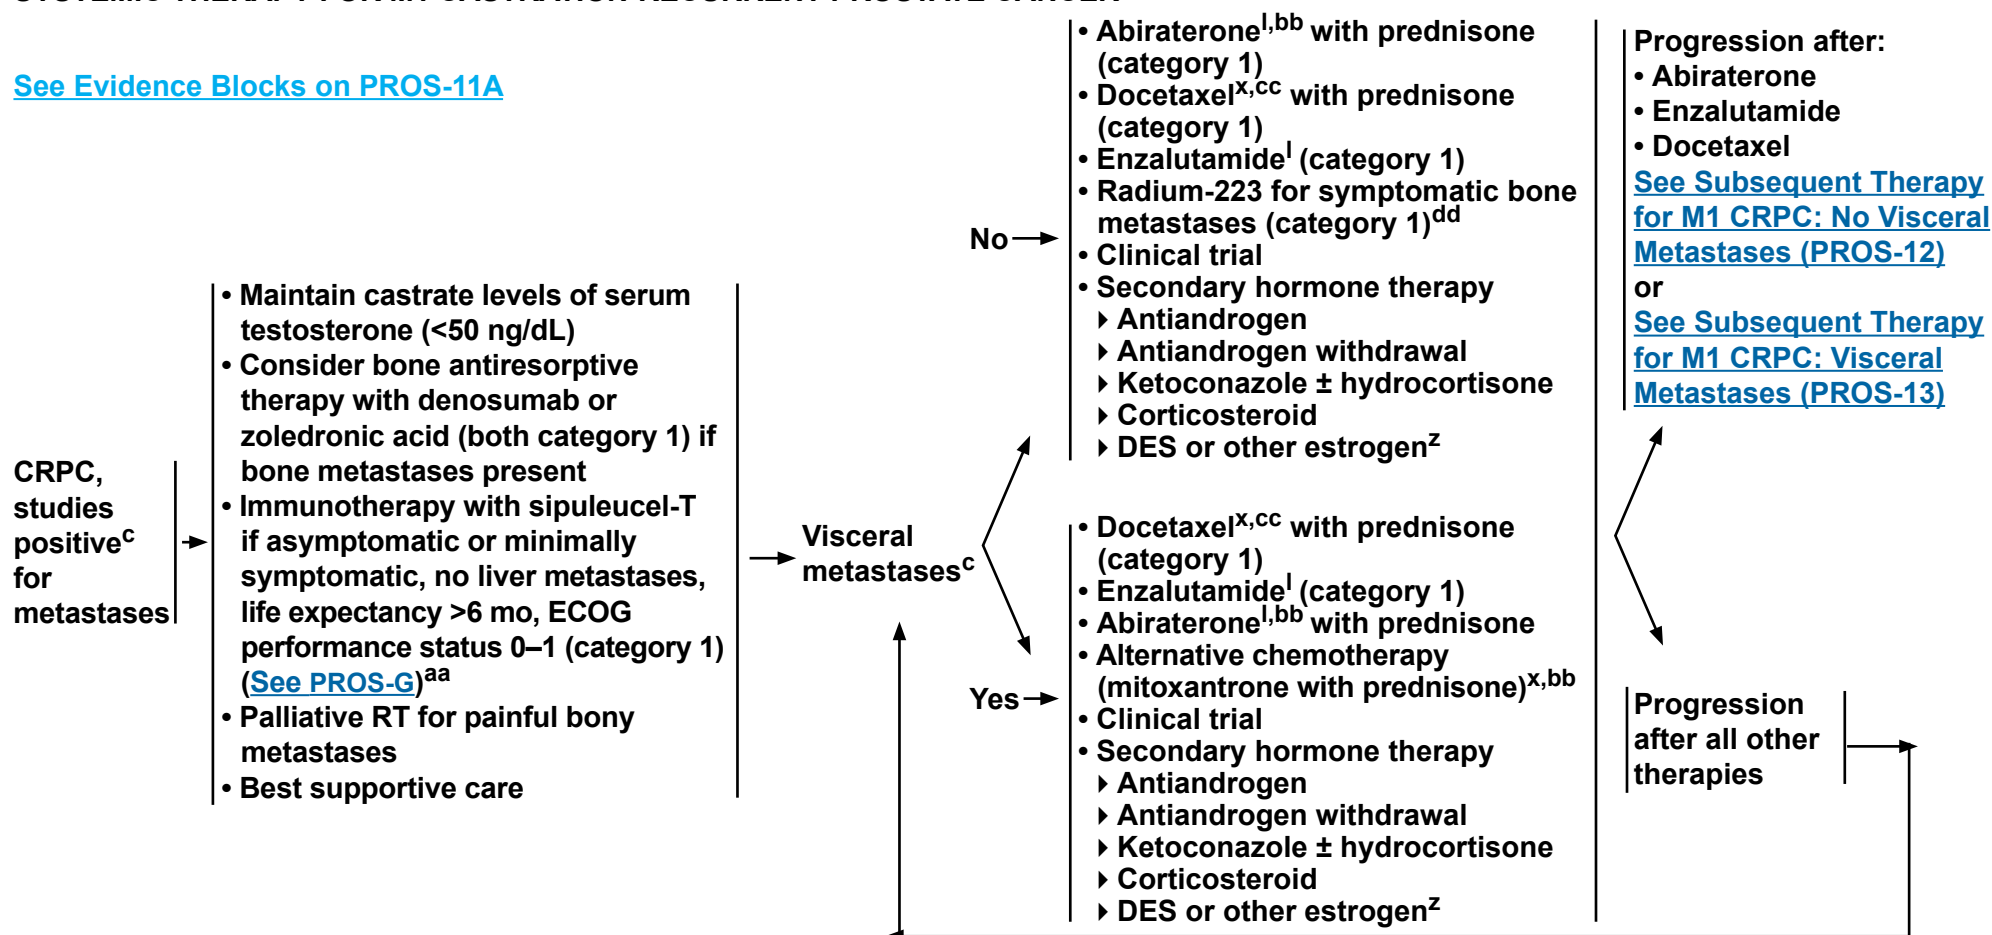 See Evidence Blocks on PROS-11A
CRPC,
studies
positivec
for
metastases
• Maintain castrate levels of serum
testosterone (<50 ng/dL)
• Consider bone antiresorptive
therapy with denosumab or
zoledronic acid (both category 1) if
bone metastases present
• Immunotherapy with sipuleucel-T
if asymptomatic or minimally
symptomatic, no liver metastases,
life expectancy >6 mo, ECOG
performance status 0–1 (category 1)
(See PROS-G)aa
• Palliative RT for painful bony
metastases
• Best supportive care
Visceral
metastasesc
No
• Abirateronel,bb with prednisone
(category 1)
• Docetaxelx,cc with prednisone
(category 1)
• Enzalutamidel (category 1)
• Radium-223 for symptomatic bone
metastases (category 1)dd
• Clinical trial
• Secondary hormone therapy
▸ Antiandrogen
▸ Antiandrogen withdrawal
▸ Ketoconazole ± hydrocortisone
▸ Corticosteroid
▸ DES or other estrogenz
Yes
• Docetaxelx,cc with prednisone
(category 1)
• Enzalutamidel (category 1)
• Abirateronel,bb with prednisone
• Alternative chemotherapy
(mitoxantrone with prednisone)x,bb
• Clinical trial
• Secondary hormone therapy
▸ Antiandrogen
▸ Antiandrogen withdrawal
▸ Ketoconazole ± hydrocortisone
▸ Corticosteroid
▸ DES or other estrogenz
Progression after:
• Abiraterone
• Enzalutamide
• Docetaxel
See Subsequent Therapy
for M1 CRPC: No Visceral
Metastases (PROS-12)
or
See Subsequent Therapy
for M1 CRPC: Visceral
Metastases (PROS-13)
Progression
after all other
therapies